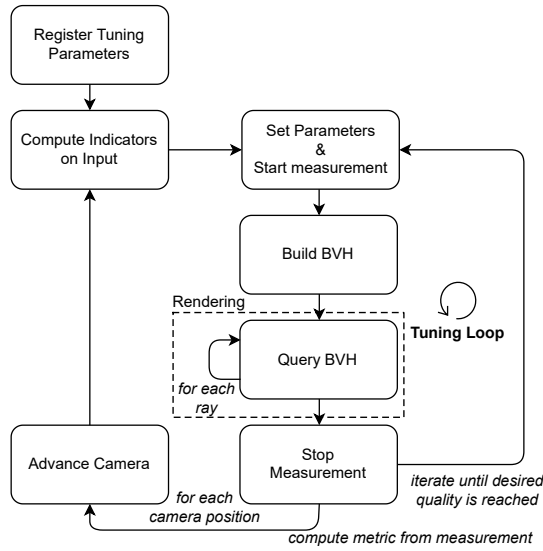 Register Tuning
Parameters
Compute Indicators
on Input
Set Parameters
&
Start measurement
Build BVH
Rendering
Query BVH
for each
ray
Tuning Loop
Advance Camera
Stop
Measurement
for each
camera position
iterate until desired
quality is reached
compute metric from measurement